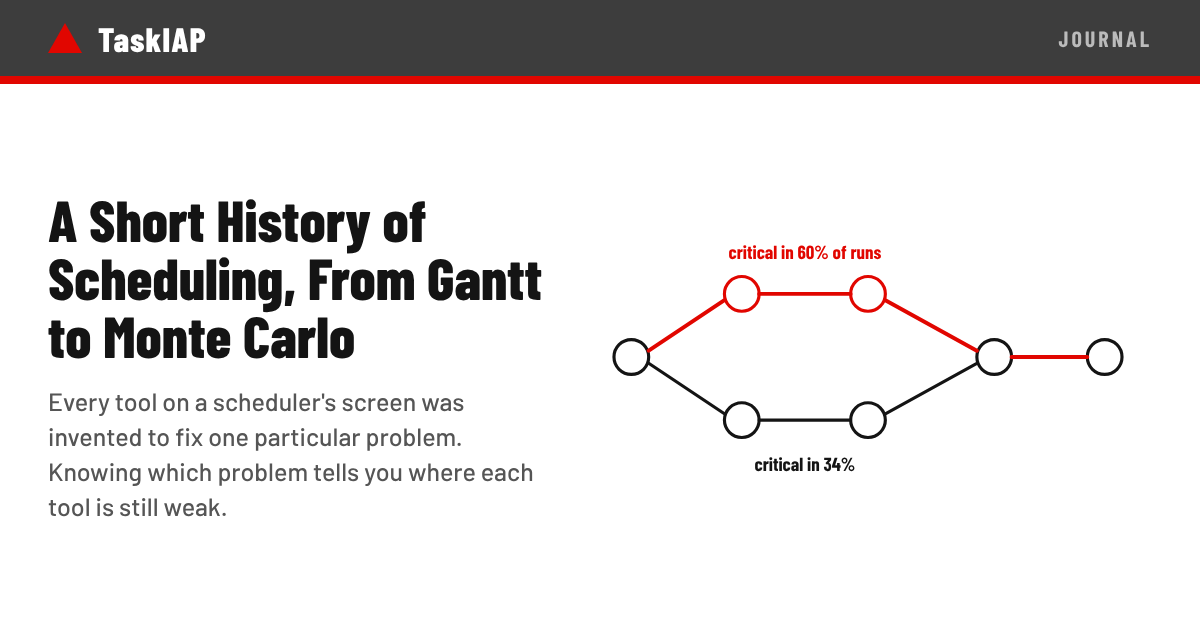 TaskIAP
JOURNAL
A Short History of
Scheduling, From Gantt
to Monte Carlo
Every tool on a scheduler's screen was
invented to fix one particular problem.
Knowing which problem tells you where each
tool is still weak.
critical in 60% of runs
critical in 34%